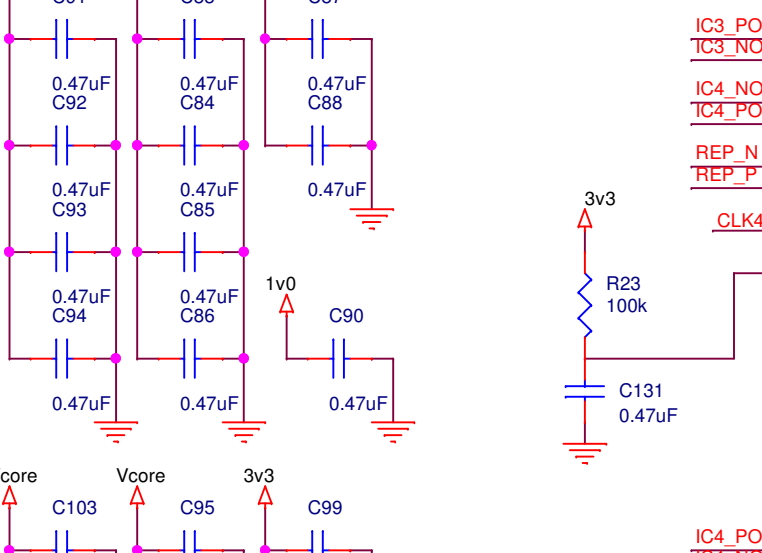 IC3_PO
IC3_NO
0.47uF
0.47uF
0.47uF
C92
C84
C88
IC4_NO
IC4_PO
REP_N
REP_P
0.47uF
0.47uF
0.47uF
C93
C85
3v3
CLK4
1v0
R23
100k
0.47uF
0.47uF
C94
C86
C90
C131
0.47uF
0.47uF
0.47uF
0.47uF
core
Vcore
3v3
C103
C95
C99
IC4_PO